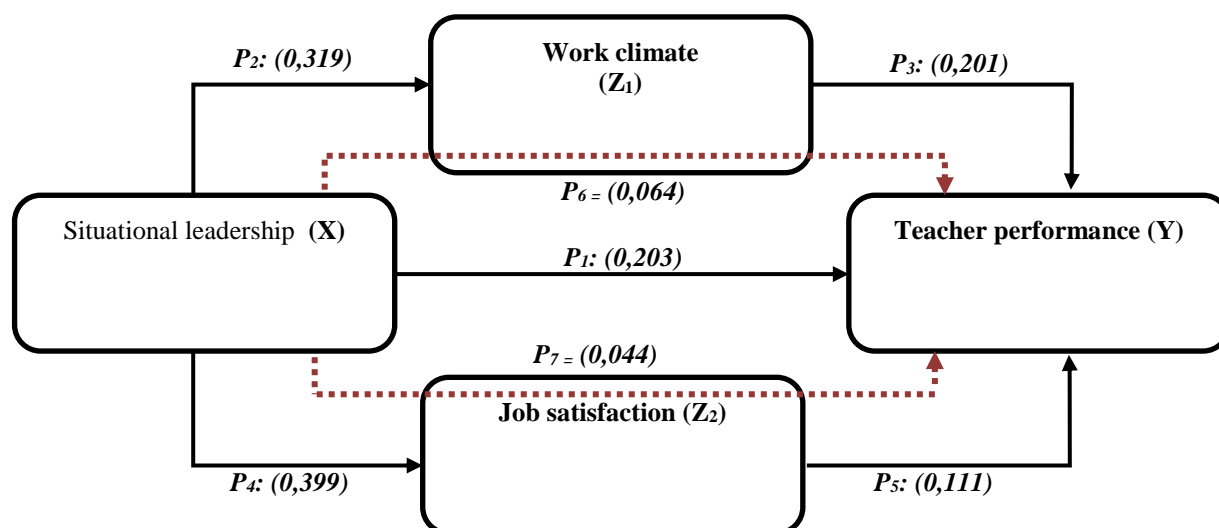 Work climate
(Z₁)
P₂: (0,319)
P₃: (0,201)
P₆ = (0,064)
Situational leadership (X)
Teacher performance (Y)
P₁: (0,203)
P₇ = (0,044)
Job satisfaction (Z₂)
P₄: (0,399)
P₅: (0,111)